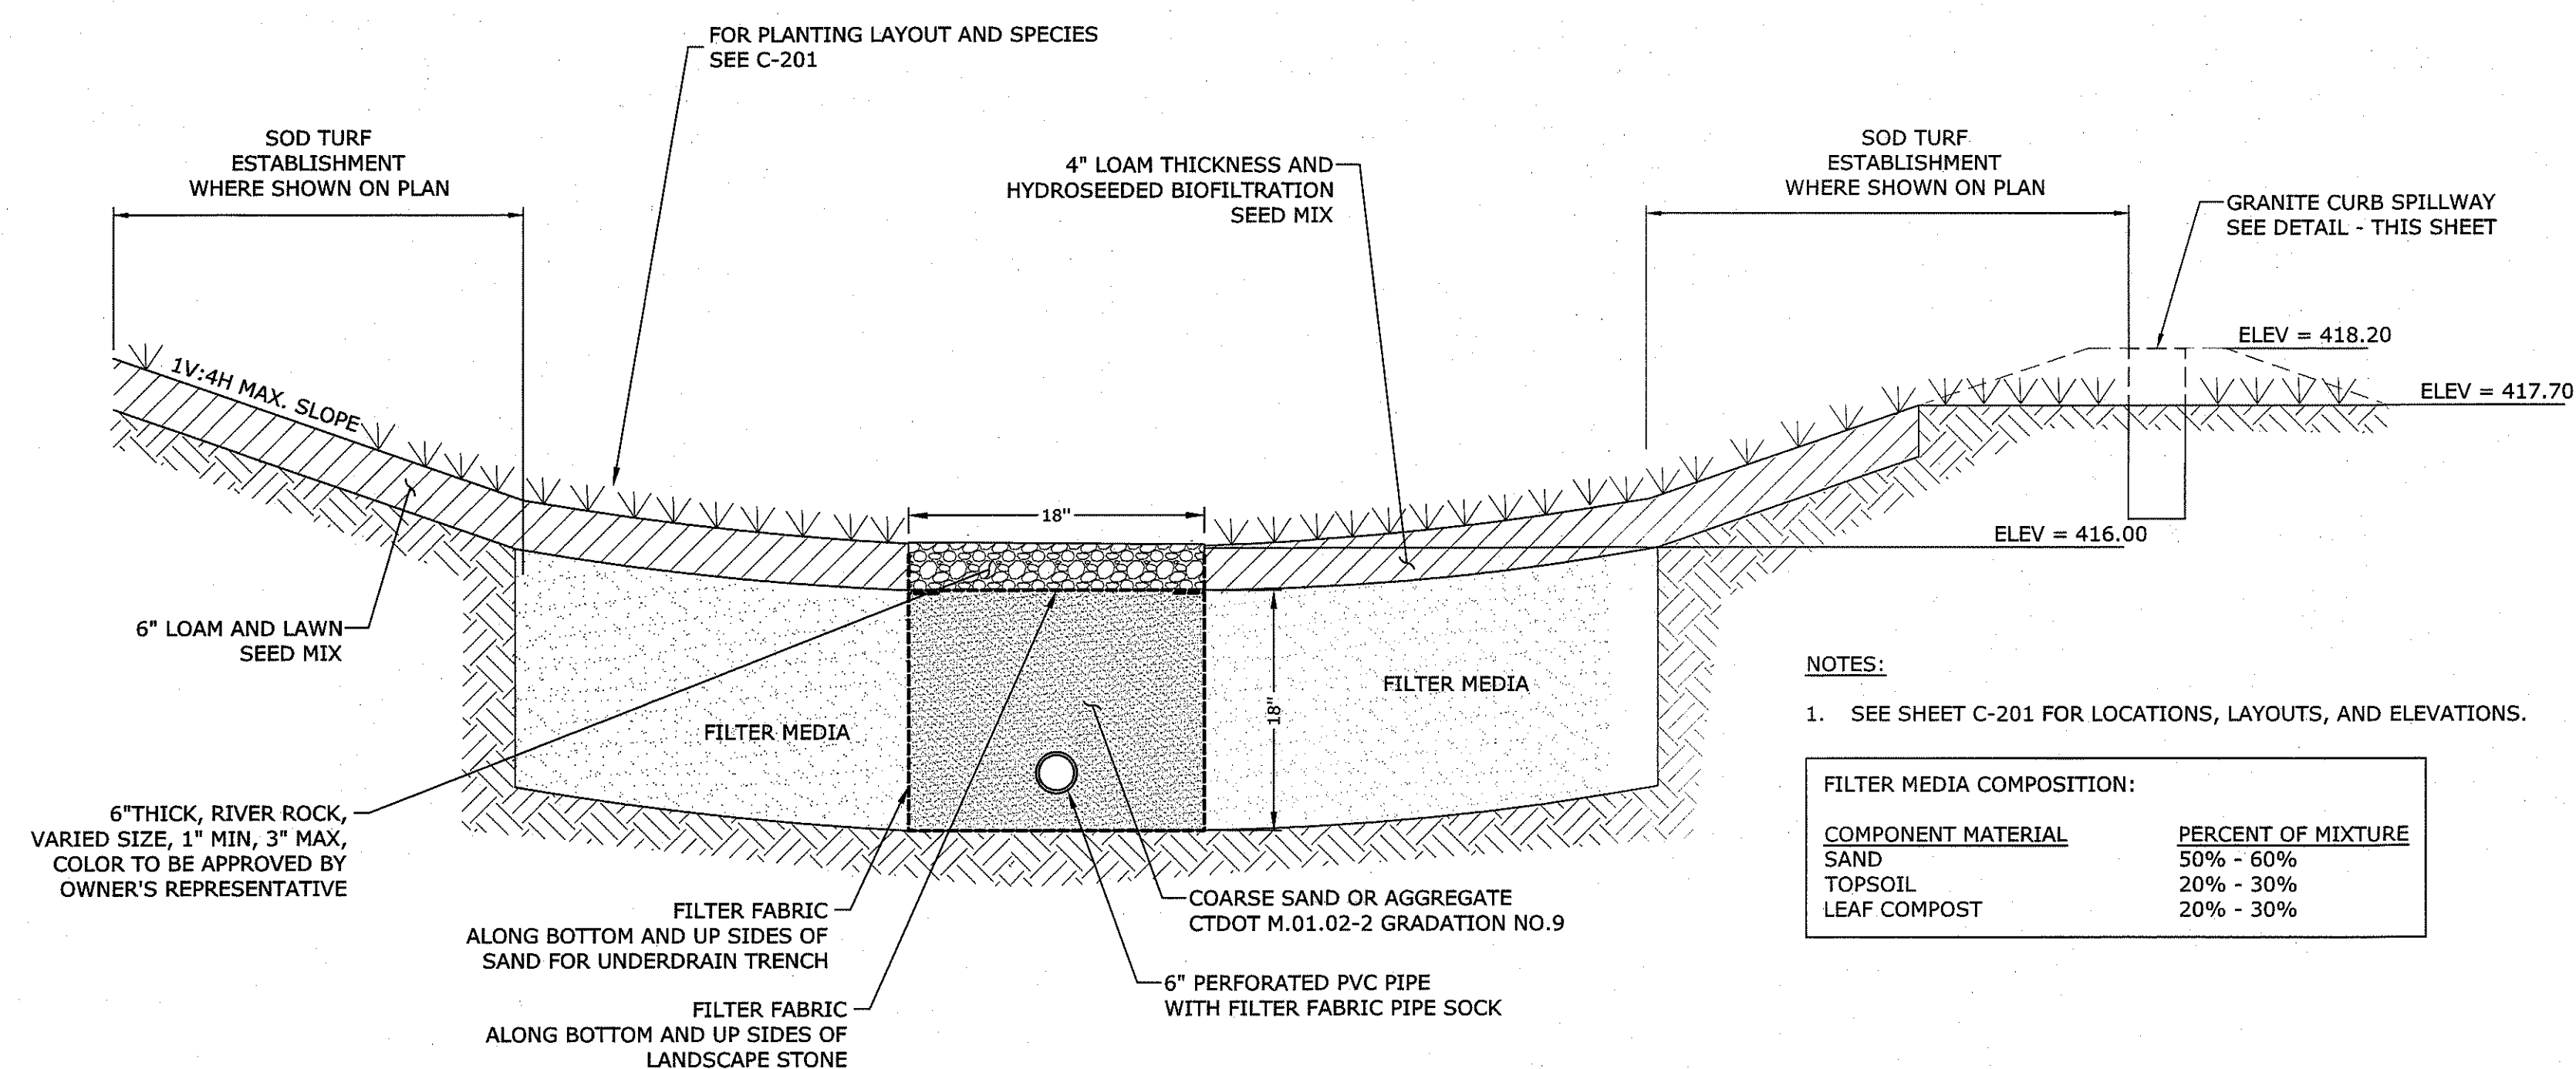 FOR PLANTING LAYOUT AND SPECIES
SEE C-201
SOD TURF
ESTABLISHMENT
WHERE SHOWN ON PLAN
4" LOAM THICKNESS AND
HYDROSEEDED BIOFILTRATION
SEED MIX
SOD TURF
ESTABLISHMENT
WHERE SHOWN ON PLAN
GRANITE CURB SPILLWAY
SEE DETAIL - THIS SHEET
ELEV = 418.20
ELEV = 417.70
1V:4H MAX. SLOPE
18"
ELEV = 416.00
6" LOAM AND LAWN
SEED MIX
FILTER MEDIA
18"
FILTER MEDIA
6"THICK, RIVER ROCK,
VARIED SIZE, 1" MIN, 3" MAX,
COLOR TO BE APPROVED BY
OWNER'S REPRESENTATIVE
FILTER FABRIC
ALONG BOTTOM AND UP SIDES OF
SAND FOR UNDERDRAIN TRENCH
FILTER FABRIC
ALONG BOTTOM AND UP SIDES OF
LANDSCAPE STONE
COARSE SAND OR AGGREGATE
CTDOT M.01.02-2 GRADATION NO.9
6" PERFORATED PVC PIPE
WITH FILTER FABRIC PIPE SOCK
NOTES:
1. SEE SHEET C-201 FOR LOCATIONS, LAYOUTS, AND ELEVATIONS.
FILTER MEDIA COMPOSITION:
COMPONENT MATERIAL PERCENT OF MIXTURE
SAND 50% - 60%
TOPSOIL 20% - 30%
LEAF COMPOST 20% - 30%